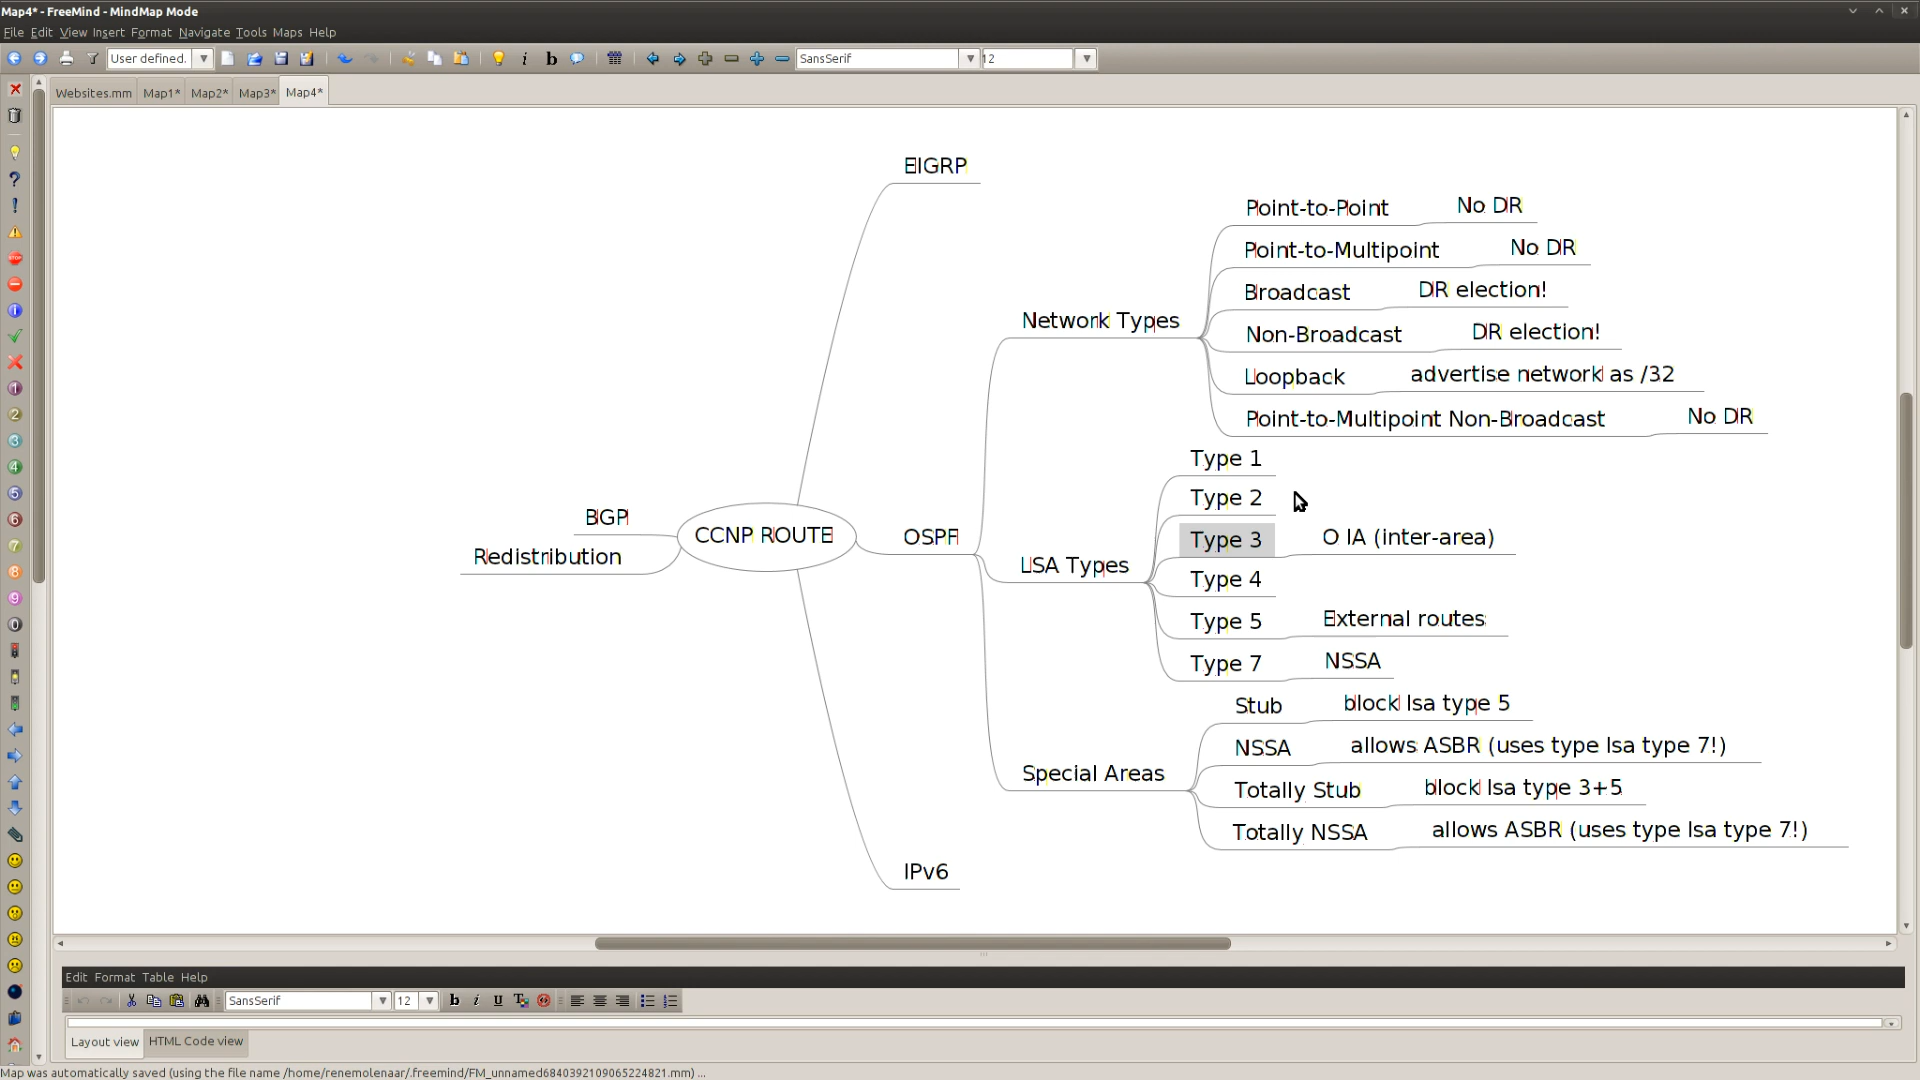 Map4* - FreeMind - MindMap Mode
File Edit View Insert Format Navigate Tools Maps Help
User defined. SansSerif 12
Websites.mm Map1* Map2* Map3* Map4*
EIGRP
Point-to-Point No DR
Point-to-Multipoint No DR
Broadcast DR election!
Network Types
Non-Broadcast DR election!
Loopback advertise network as /32
Point-to-Multipoint Non-Broadcast No DR
Type 1
Type 2
BGP
CCNP ROUTE
OSPF
Type 3 O IA (inter-area)
Redistribution
LSA Types
Type 4
Type 5 External routes
Type 7 NSSA
Stub block lsa type 5
NSSA allows ASBR (uses type lsa type 7!)
Special Areas
Totally Stub block lsa type 3+5
Totally NSSA allows ASBR (uses type lsa type 7!)
IPv6
Edit Format Table Help
SansSerif 12
Layout view HTML Code view
Map was automatically saved (using the file name /home/renemolenaar/.freemind/FM_unnamed6840392109065224821.mm) ...